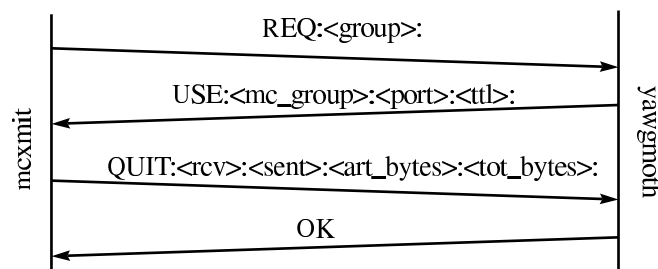 REQ:<group>:
USE:<mc_group>:<port>:<ttl>:
QUIT:<rcv>:<sent>:<art_bytes>:<tot_bytes>:
OK
mcxmit
yawgmoth